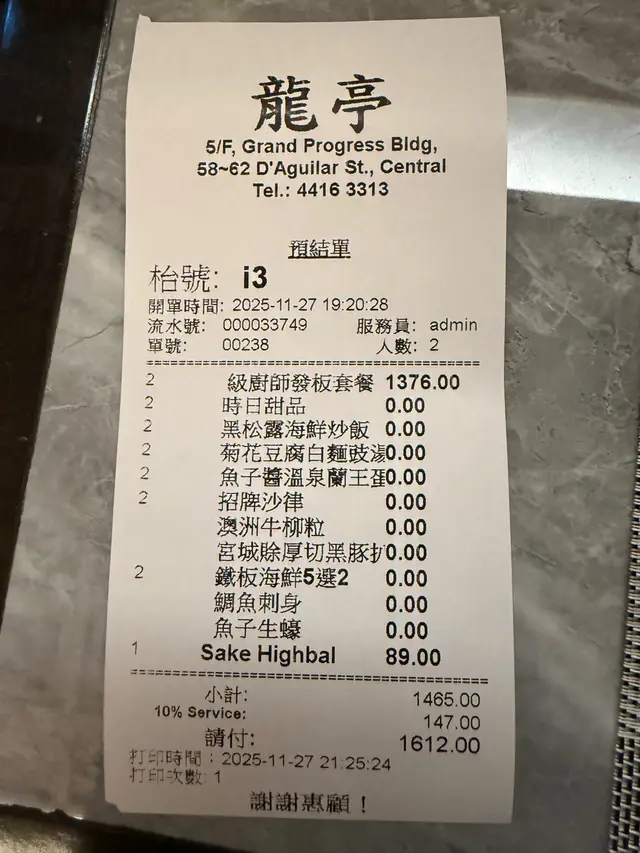 龍亭
5/F, Grand Progress Bldg,
58~62 D'Aguilar St., Central
Tel.: 4416 3313
預結單
枱號: i3
開單時間: 2025-11-27 19:20:28
流水號: 000033749 服務員: admin
單號: 00238 人數: 2
2 級廚師發板套餐 1376.00
2 時日甜品 0.00
2 黑松露海鮮炒飯 0.00
2 菊花豆腐白麵豉湯0.00
2 魚子醬溫泉蘭王蛋0.00
2 招牌沙律 0.00
澳洲牛柳粒 0.00
宮城賒厚切黑豚扒0.00
2 鐵板海鮮5選2 0.00
鯛魚刺身 0.00
魚子生蠔 0.00
1 Sake Highbal 89.00
小計: 1465.00
10% Service: 147.00
請付: 1612.00
打印時間: 2025-11-27 21:25:24
打印次數: 1
謝謝惠顧!